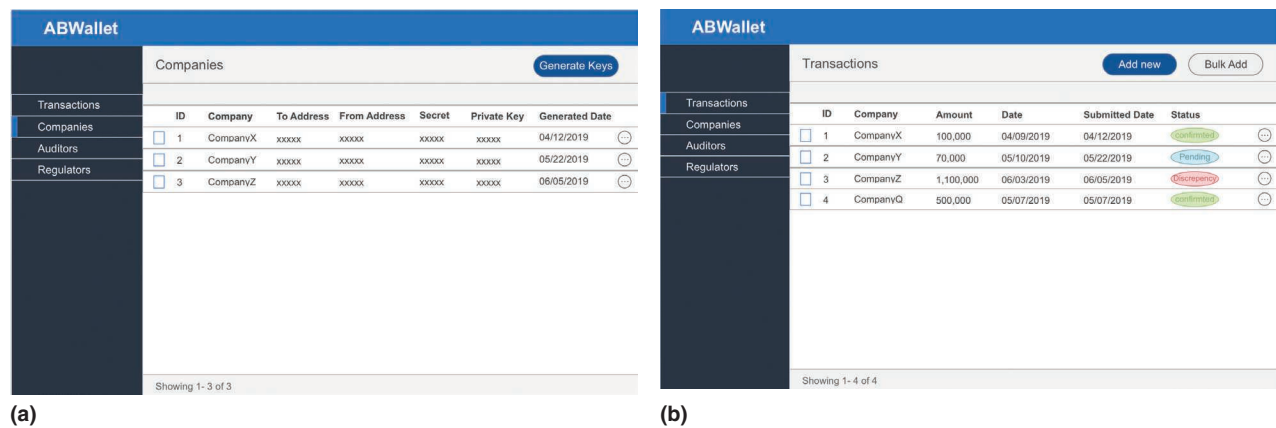 ABWallet
Companies
Generate Keys
Transactions
Companies
Auditors
Regulators
ID Company To Address From Address Secret Private Key Generated Date
1 CompanyX xxxxx xxxxx xxxxx xxxxx 04/12/2019
2 CompanyY xxxxx xxxxx xxxxx xxxxx 05/22/2019
3 CompanyZ xxxxx xxxxx xxxxx xxxxx 06/05/2019
Showing 1- 3 of 3
(a)
ABWallet
Transactions
Add new
Bulk Add
Transactions
Companies
Auditors
Regulators
ID Company Amount Date Submitted Date Status
1 CompanyX 100,000 04/09/2019 04/12/2019 confirmted
2 CompanyY 70,000 05/10/2019 05/22/2019 Pending
3 CompanyZ 1,100,000 06/03/2019 06/05/2019 Discrepency
4 CompanyQ 500,000 05/07/2019 05/07/2019 confirmted
Showing 1- 4 of 4
(b)